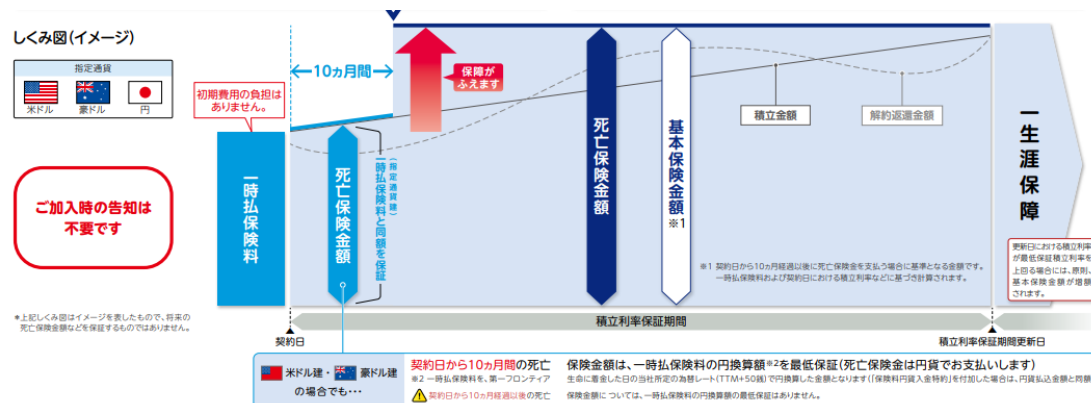 しくみ図(イメージ)
指定通貨
米ドル 豪ドル 円
初期費用の負担は
ありません。
10ヵ月間
保障が
ふえます
ご加入時の告知は
不要です
一時払保険料
死亡保険金額
(指定通貨建)
一時払保険料と同額を保証
死亡保険金額
基本保険金額
※1
積立金額
解約返還金額
一生涯保障
※1 契約日から10ヵ月経過以後に死亡保険金を支払う場合に基準となる金額です。
一時払保険料および契約日における積立利率などに基づき計算されます。
更新日における積立利率
が最低保証積立利率を
上回る場合には、原則、
基本保険金額が増額
されます。
*上記しくみ図はイメージを表したもので、将来の
死亡保険金額などを保証するものではありません。
積立利率保証期間
契約日
積立利率保証期間更新日
米ドル建・豪ドル建
の場合でも…
契約日から10ヵ月間の死亡 保険金額は、一時払保険料の円換算額※2を最低保証(死亡保険金は円貨でお支払いします)
※2 一時払保険料を、第一フロンティア 生命に着金した日の当社所定の為替レート(TTM+50銭)で円換算した金額となります(「保険料円貨入金特約」を付加した場合は、円貨払込金額と同額
契約日から10ヵ月経過以後の死亡 保険金額に ついては、一時払保険料の円換算額の最低保証はありません。